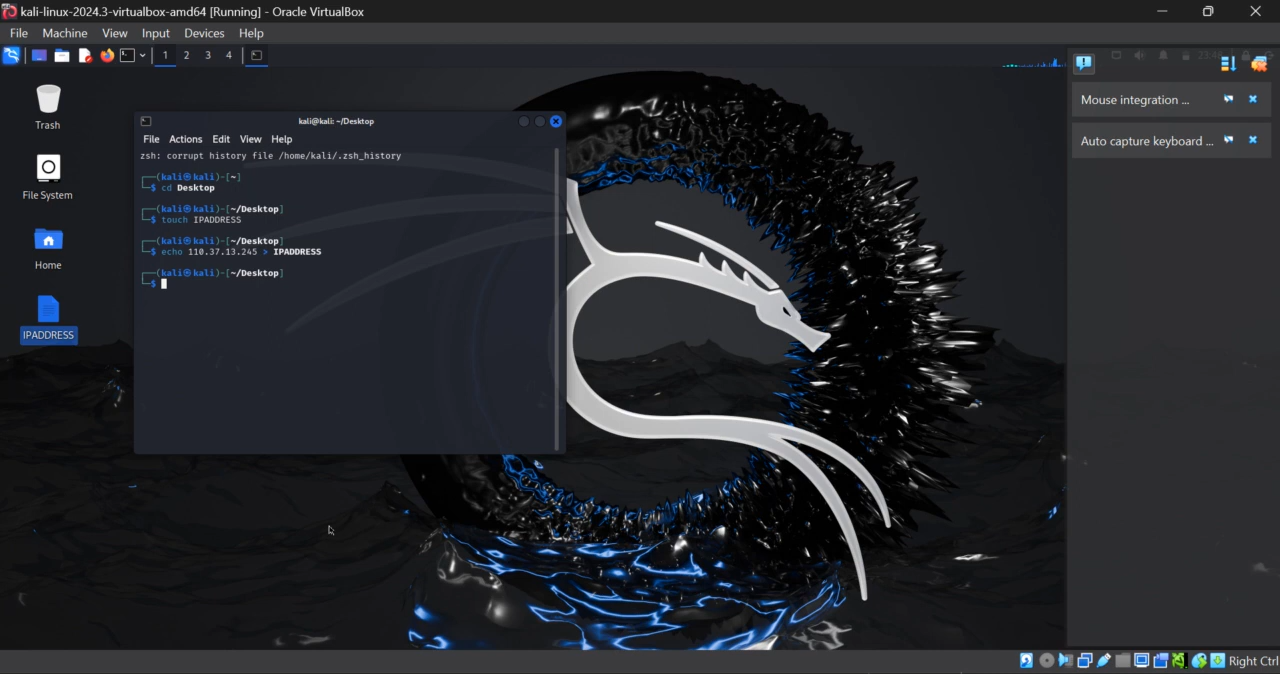 kali-linux-2024.3-virtualbox-amd64 [Running] - Oracle VirtualBox
File Machine View Input Devices Help
1 2 3 4
23:48
Trash
File System
Home
IPADDRESS
kali@kali: ~/Desktop
File Actions Edit View Help
zsh: corrupt history file /home/kali/.zsh_history
┌──(kali㉿kali)-[~]
└─$ cd Desktop
┌──(kali㉿kali)-[~/Desktop]
└─$ touch IPADDRESS
┌──(kali㉿kali)-[~/Desktop]
└─$ echo 110.37.13.245 > IPADDRESS
┌──(kali㉿kali)-[~/Desktop]
└─$
Mouse integration ...
Auto capture keyboard ...
Right Ctrl